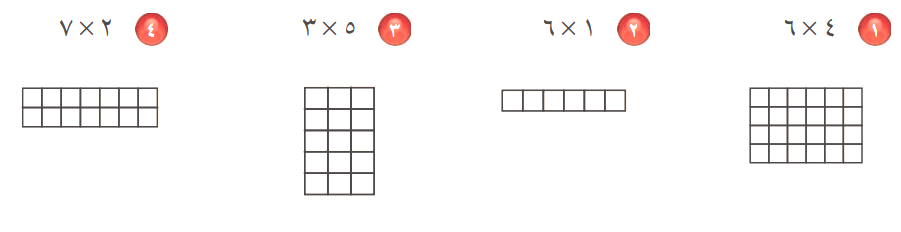 ١ ٤ × ٦ ٢ ١ × ٦ ٣ ٥ × ٣ ٤ ٢ × ٧